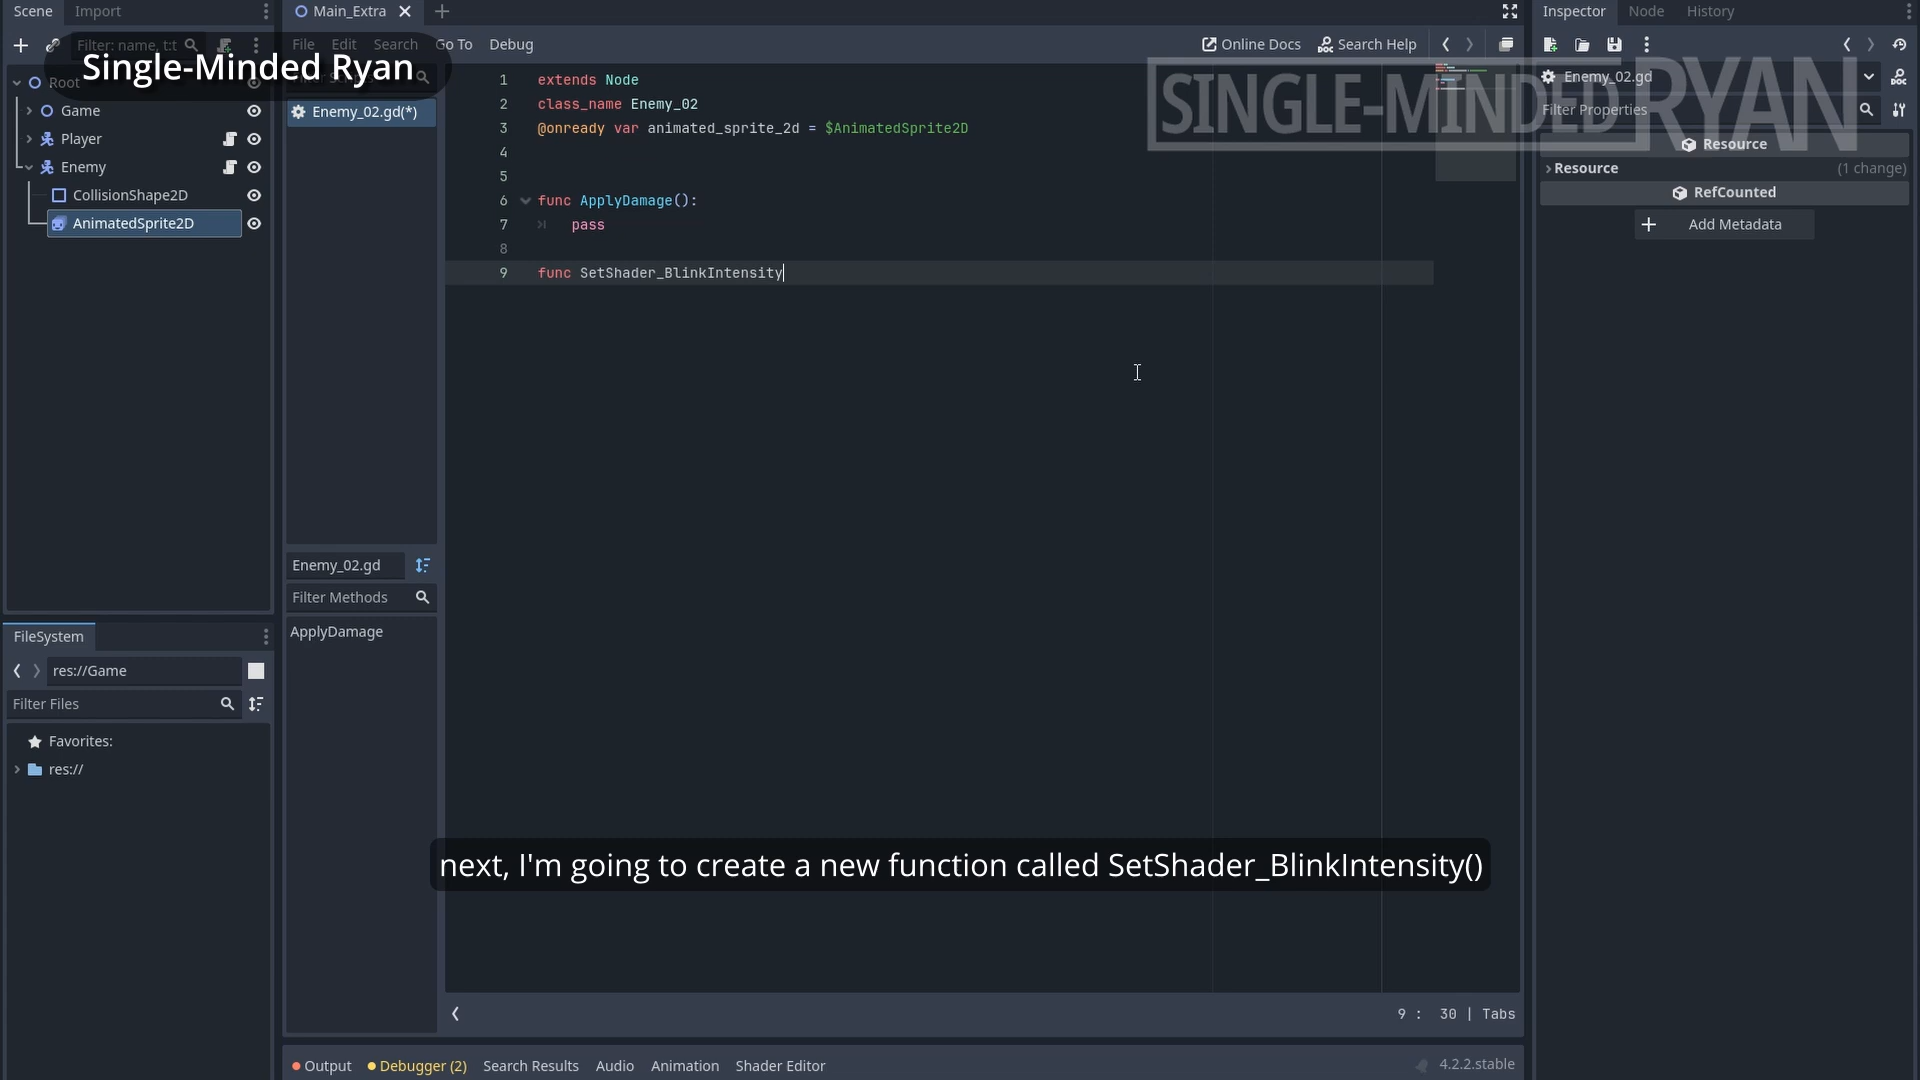 Scene Import
Main_Extra
Inspector Node History
Filter: name, t:t
File Edit Search Go To Debug
Online Docs Search Help
Single-Minded Ryan
SINGLE-MINDED RYAN
Root
Game
Player
Enemy
CollisionShape2D
AnimatedSprite2D
Enemy_02.gd(*)
1 extends Node
2 class_name Enemy_02
3 @onready var animated_sprite_2d = $AnimatedSprite2D
4
5
6 func ApplyDamage():
7 pass
8
9 func SetShader_BlinkIntensity
Enemy_02.gd
Filter Properties
Resource
Resource (1 change)
RefCounted
Add Metadata
Enemy_02.gd
Filter Methods
ApplyDamage
FileSystem
res://Game
Filter Files
Favorites:
res://
next, I'm going to create a new function called SetShader_BlinkIntensity()
9 : 30 | Tabs
Output Debugger (2) Search Results Audio Animation Shader Editor
4.2.2.stable